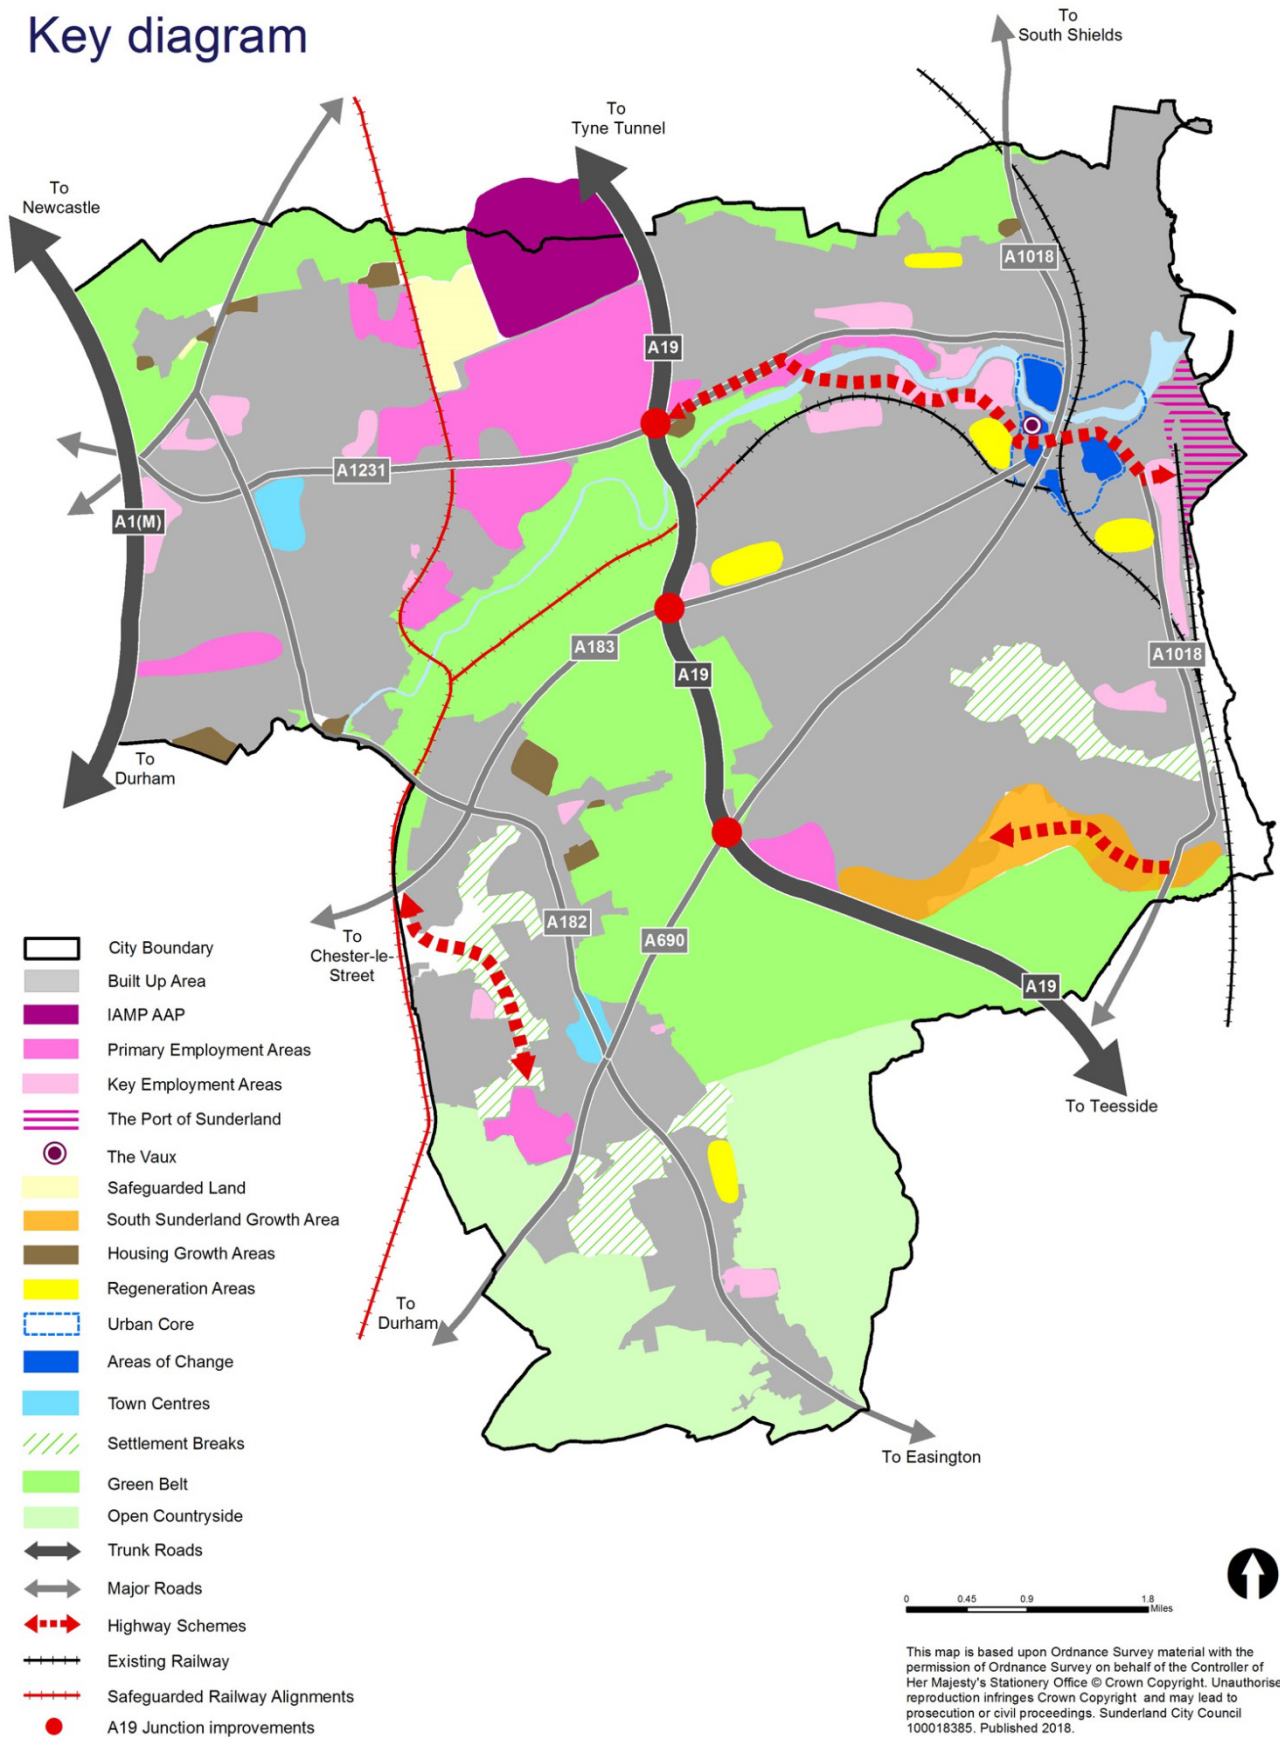 Key diagram
To
South Shields
To
Tyne Tunnel
To
Newcastle
A1018
A19
A1231
A1(M)
A183
A19
A1018
To
Durham
A182
A690
To
Chester-le-
Street
A19
To Teesside
To
Durham
To Easington
City Boundary
Built Up Area
IAMP AAP
Primary Employment Areas
Key Employment Areas
The Port of Sunderland
The Vaux
Safeguarded Land
South Sunderland Growth Area
Housing Growth Areas
Regeneration Areas
Urban Core
Areas of Change
Town Centres
Settlement Breaks
Green Belt
Open Countryside
Trunk Roads
Major Roads
Highway Schemes
Existing Railway
Safeguarded Railway Alignments
A19 Junction improvements
0 0.45 0.9 1.8
Miles
This map is based upon Ordnance Survey material with the
permission of Ordnance Survey on behalf of the Controller of
Her Majesty's Stationery Office © Crown Copyright. Unauthorise
reproduction infringes Crown Copyright and may lead to
prosecution or civil proceedings. Sunderland City Council
100018385. Published 2018.